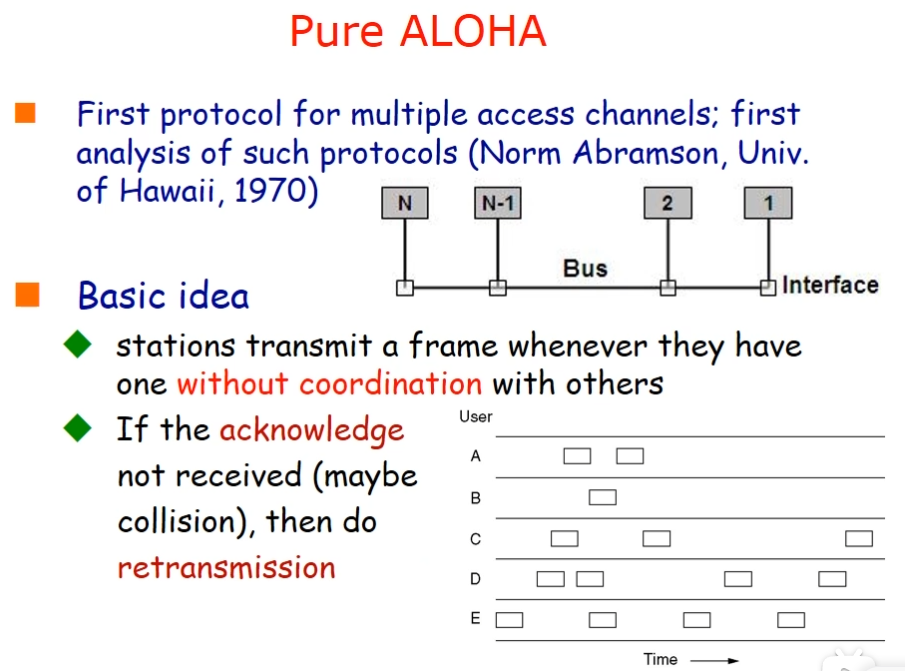 Pure ALOHA
First protocol for multiple access channels; first
analysis of such protocols (Norm Abramson, Univ.
of Hawaii, 1970)
N
N-1
2
1
Bus
Interface
Basic idea
stations transmit a frame whenever they have
one without coordination with others
If the acknowledge
not received (maybe
collision), then do
retransmission
User
A
B
C
D
E
Time